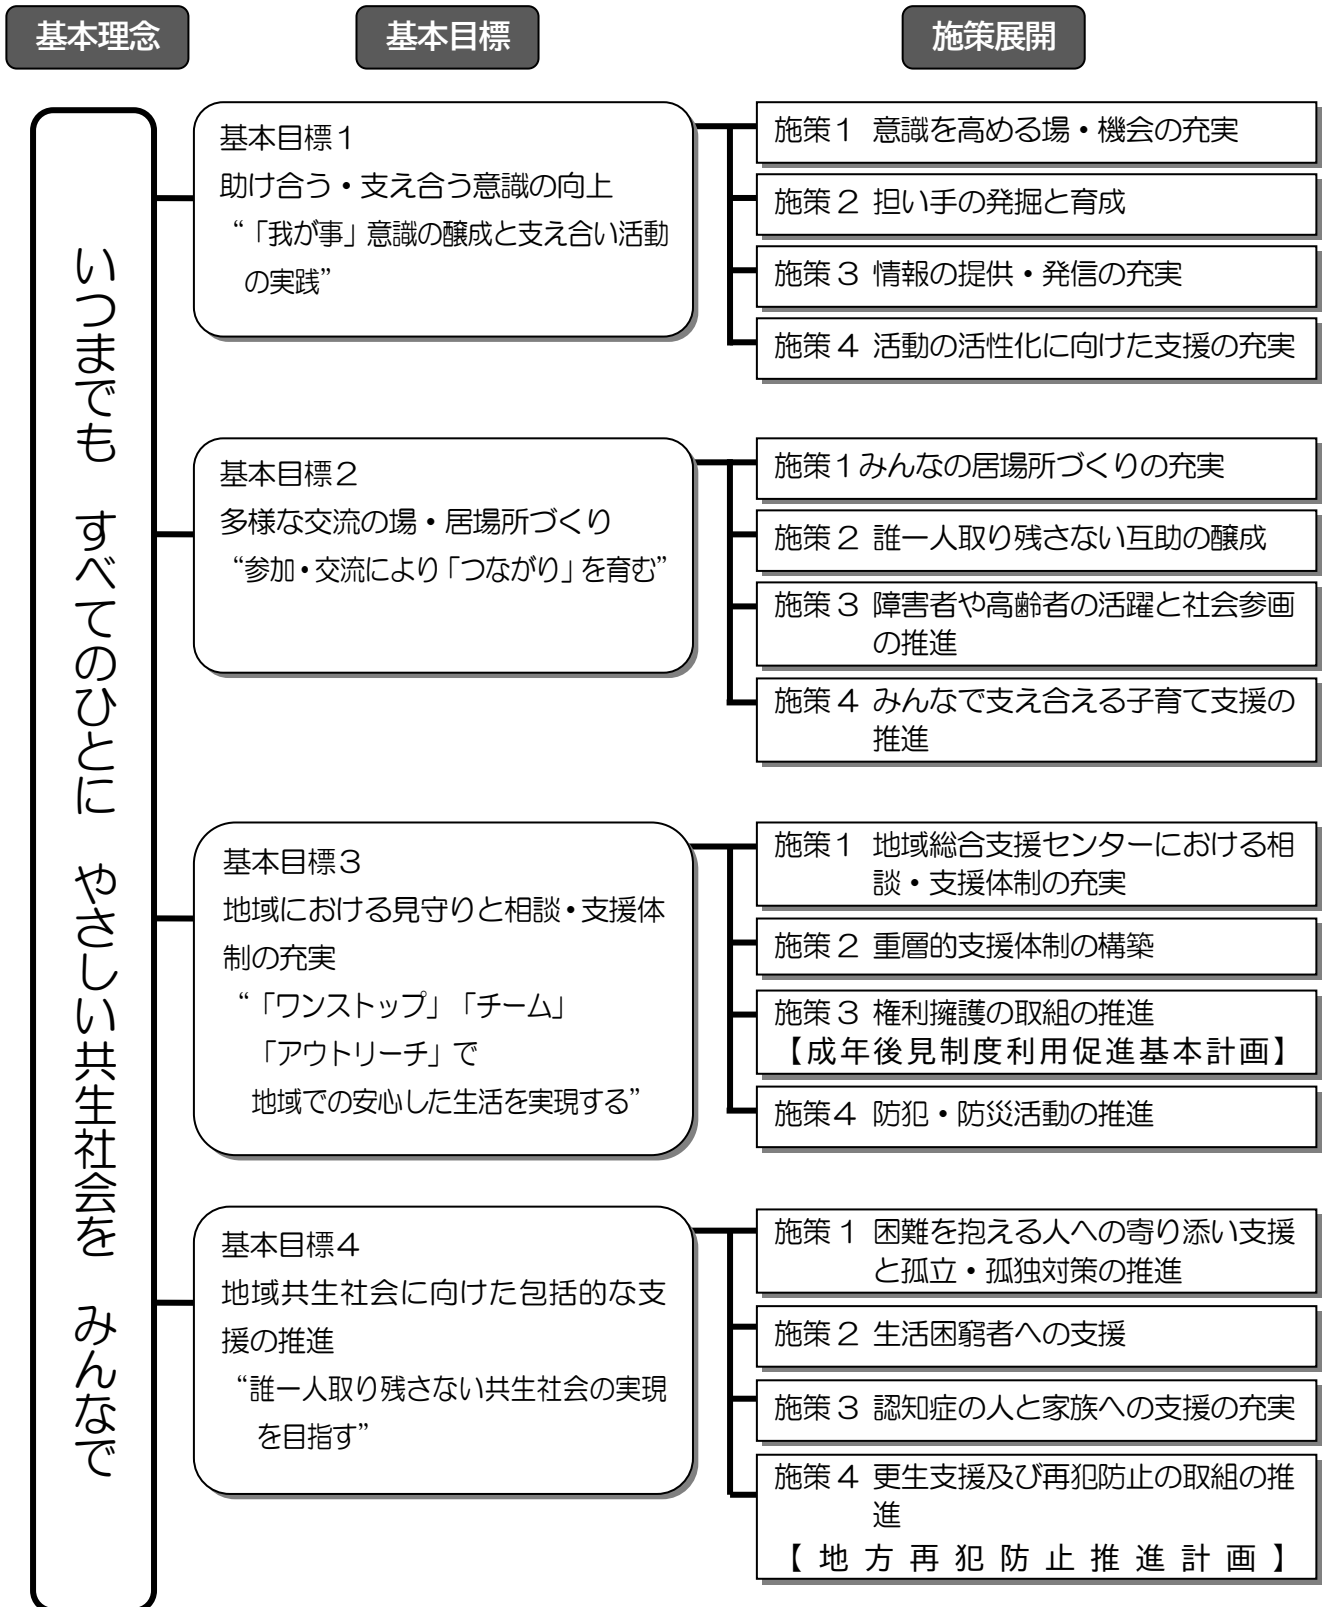 基本理念
基本目標
施策展開
いつまでも　すべてのひとに　やさしい共生社会を　みんなで
基本目標１
助け合う・支え合う意識の向上
“「我が事」意識の醸成と支え合い活動
の実践”
施策１ 意識を高める場・機会の充実
施策２ 担い手の発掘と育成
施策３ 情報の提供・発信の充実
施策４ 活動の活性化に向けた支援の充実
基本目標２
多様な交流の場・居場所づくり
“参加・交流により「つながり」を育む”
施策１みんなの居場所づくりの充実
施策２ 誰一人取り残さない互助の醸成
施策３ 障害者や高齢者の活躍と社会参画
の推進
施策４ みんなで支え合える子育て支援の
推進
基本目標３
地域における見守りと相談・支援体
制の充実
“「ワンストップ」「チーム」
「アウトリーチ」で
地域での安心した生活を実現する”
施策１ 地域総合支援センターにおける相
談・支援体制の充実
施策２ 重層的支援体制の構築
施策３ 権利擁護の取組の推進
【成年後見制度利用促進基本計画】
施策４ 防犯・防災活動の推進
基本目標４
地域共生社会に向けた包括的な支
援の推進
“誰一人取り残さない共生社会の実現
を目指す”
施策１ 困難を抱える人への寄り添い支援
と孤立・孤独対策の推進
施策２ 生活困窮者への支援
施策３ 認知症の人と家族への支援の充実
施策４ 更生支援及び再犯防止の取組の推
進
【地方再犯防止推進計画】